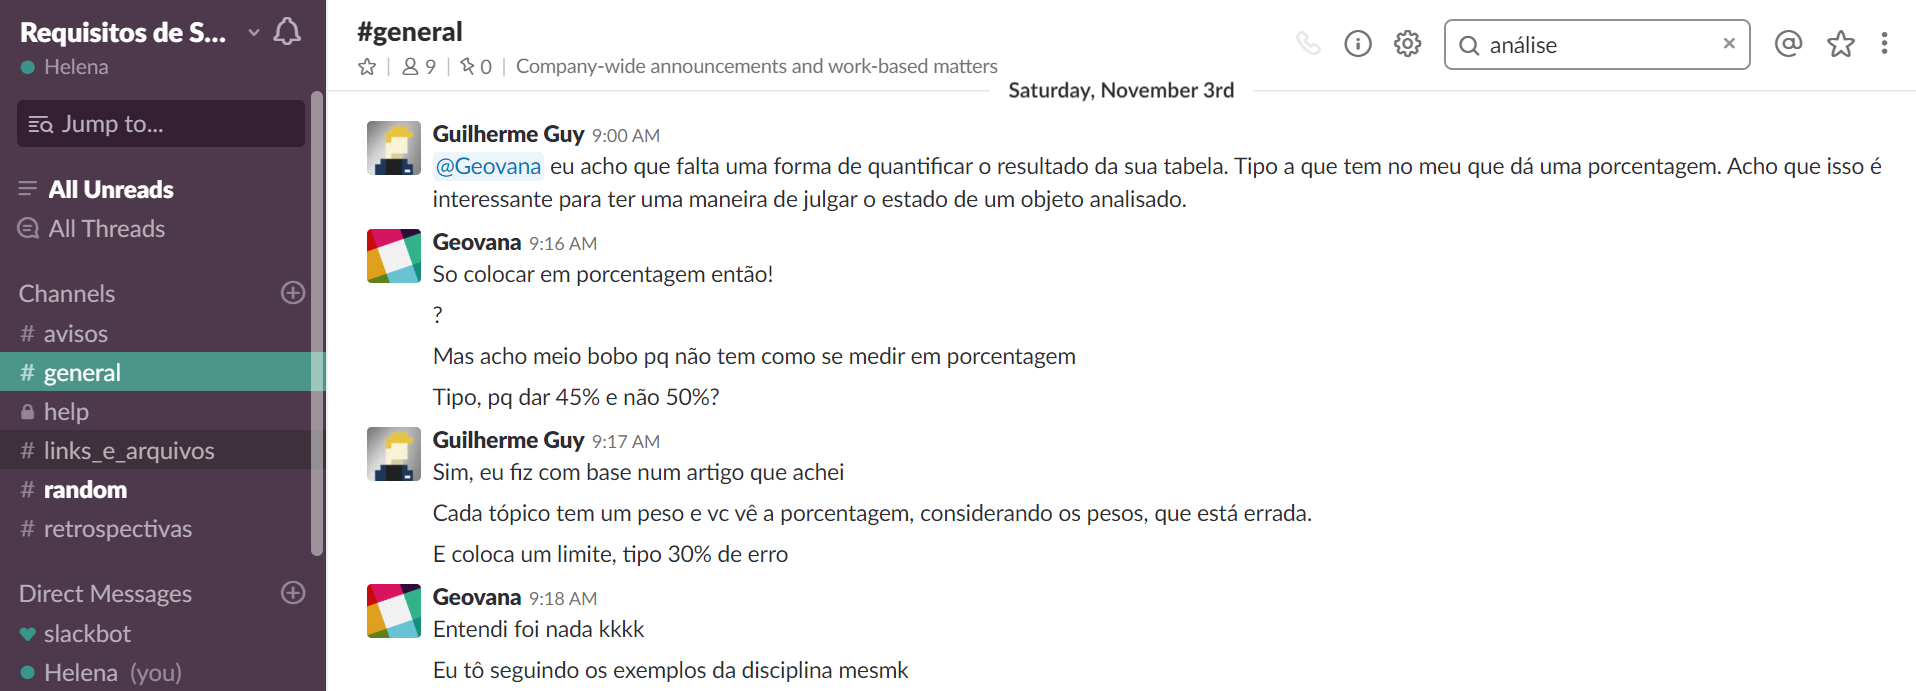 Requisitos de S...
Helena
Jump to...
All Unreads
All Threads
Channels
# avisos
# general
help
# links_e_arquivos
# random
# retrospectivas
Direct Messages
slackbot
Helena (you)
#general
9
0
Company-wide announcements and work-based matters
análise
Saturday, November 3rd
Guilherme Guy 9:00 AM
@Geovana eu acho que falta uma forma de quantificar o resultado da sua tabela. Tipo a que tem no meu que dá uma porcentagem. Acho que isso é
interessante para ter uma maneira de julgar o estado de um objeto analisado.
Geovana 9:16 AM
So colocar em porcentagem então!
?
Mas acho meio bobo pq não tem como se medir em porcentagem
Tipo, pq dar 45% e não 50%?
Guilherme Guy 9:17 AM
Sim, eu fiz com base num artigo que achei
Cada tópico tem um peso e vc vê a porcentagem, considerando os pesos, que está errada.
E coloca um limite, tipo 30% de erro
Geovana 9:18 AM
Entendi foi nada kkkk
Eu tô seguindo os exemplos da disciplina mesmk